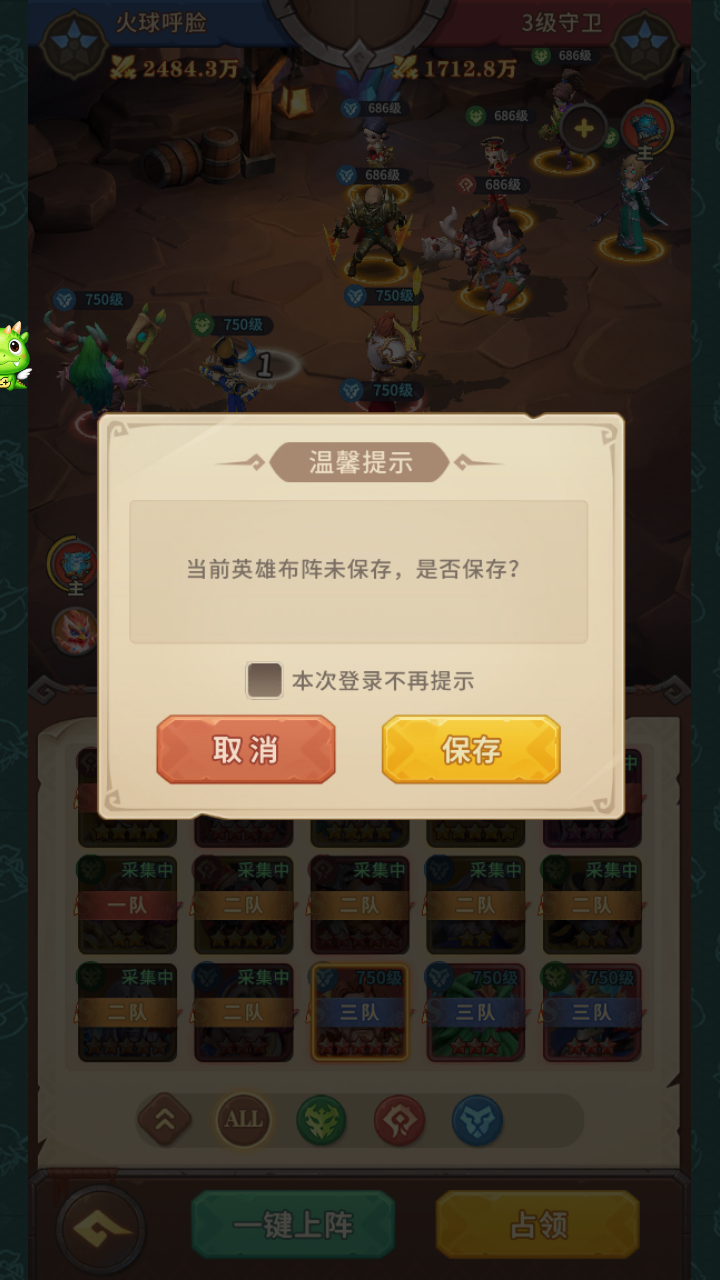 火球呼脸
3级守卫
2484.3万
1712.8万
686级
686级
686级
686级
686级
主
750级
750级
750级
1
750级
温馨提示
当前英雄布阵未保存，是否保存？
主
本次登录不再提示
取消
保存
中
采集中
采集中
采集中
采集中
采集中
一队
二队
二队
二队
二队
采集中
采集中
750级
750级
750级
二队
二队
三队
三队
三队
ALL
一键上阵
占领